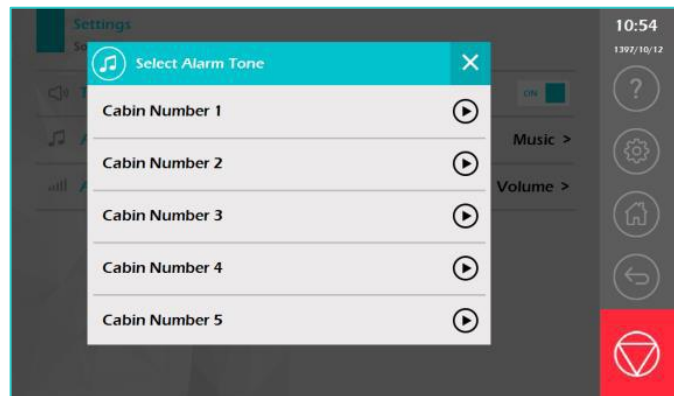 Settings
So
Select Alarm Tone
Cabin Number 1
Cabin Number 2
Cabin Number 3
Cabin Number 4
Cabin Number 5
T
A
A
ON
Music >
Volume >
10:54
1397/10/12
?